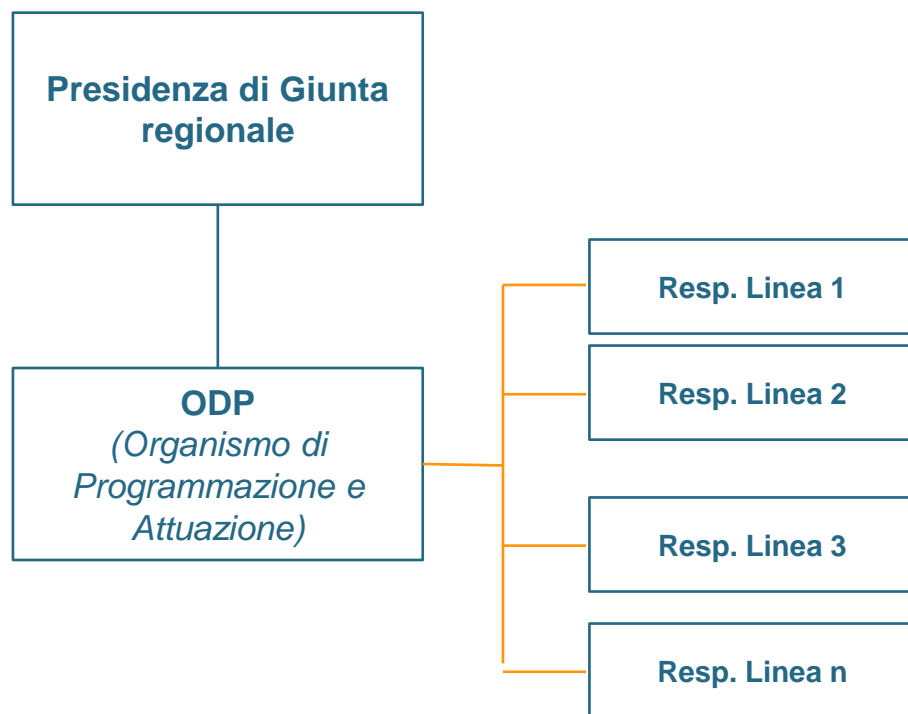 Presidenza di Giunta
regionale
ODP
(Organismo di
Programmazione e
Attuazione)
Resp. Linea 1
Resp. Linea 2
Resp. Linea 3
Resp. Linea n